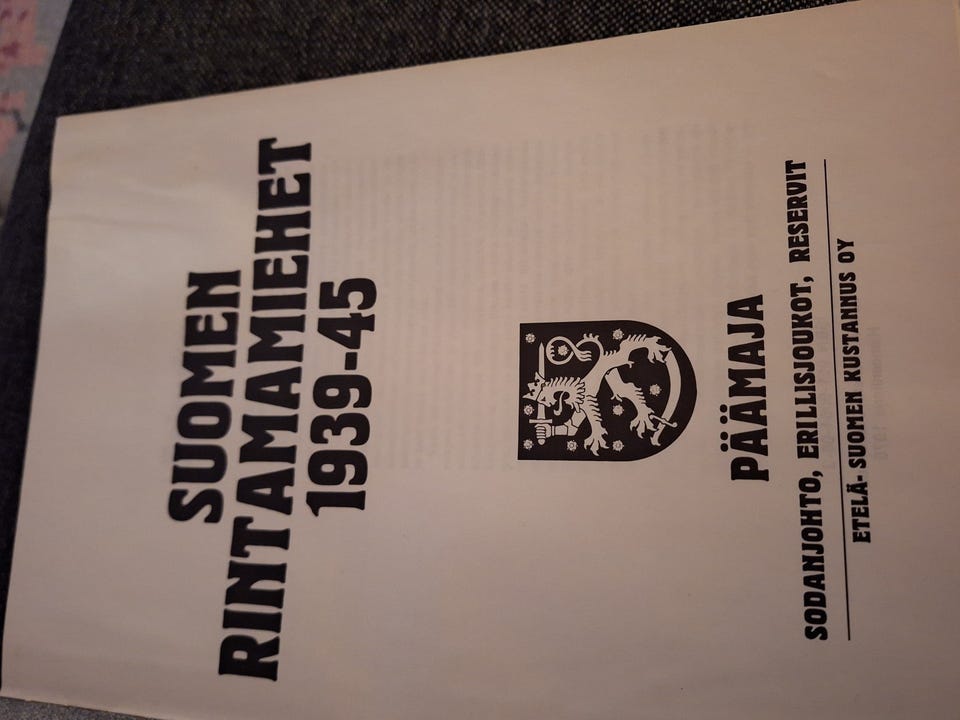 SUOMEN
RINTAMAMIEHET
1939-45
PÄÄMAJA
SODANJOHTO, ERILLISJOUKOT, RESERVIT
ETELÄ-SUOMEN KUSTANNUS OY